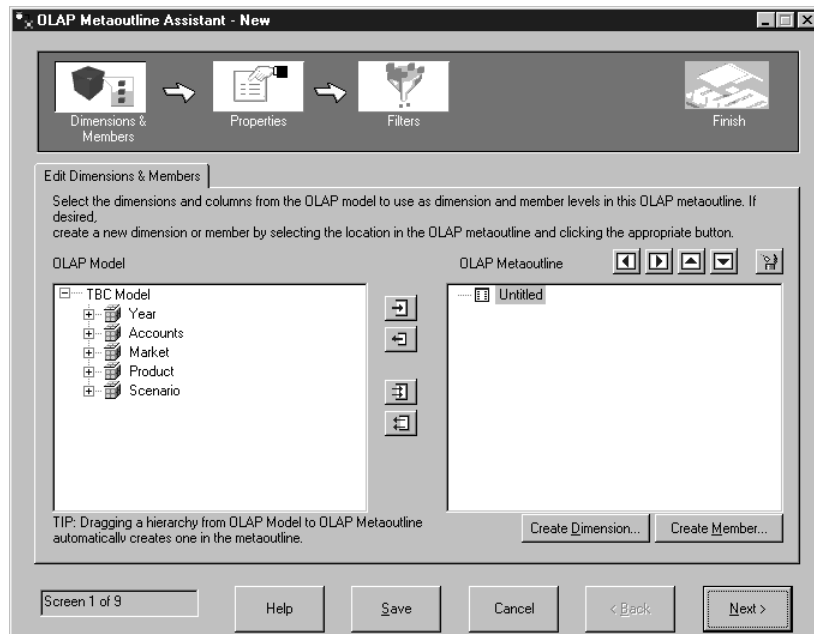 OLAP Metaoutline Assistant - New
Dimensions &
Members
Properties
Filters
Finish
Edit Dimensions & Members
Select the dimensions and columns from the OLAP model to use as dimension and member levels in this OLAP metaoutline. If
desired,
create a new dimension or member by selecting the location in the OLAP metaoutline and clicking the appropriate button.
OLAP Model
OLAP Metaoutline
TBC Model
Year
Accounts
Market
Product
Scenario
Untitled
TIP: Dragging a hierarchy from OLAP Model to OLAP Metaoutline
automatically creates one in the metaoutline.
Create Dimension...
Create Member...
Screen 1 of 9
Help
Save
Cancel
< Back
Next >